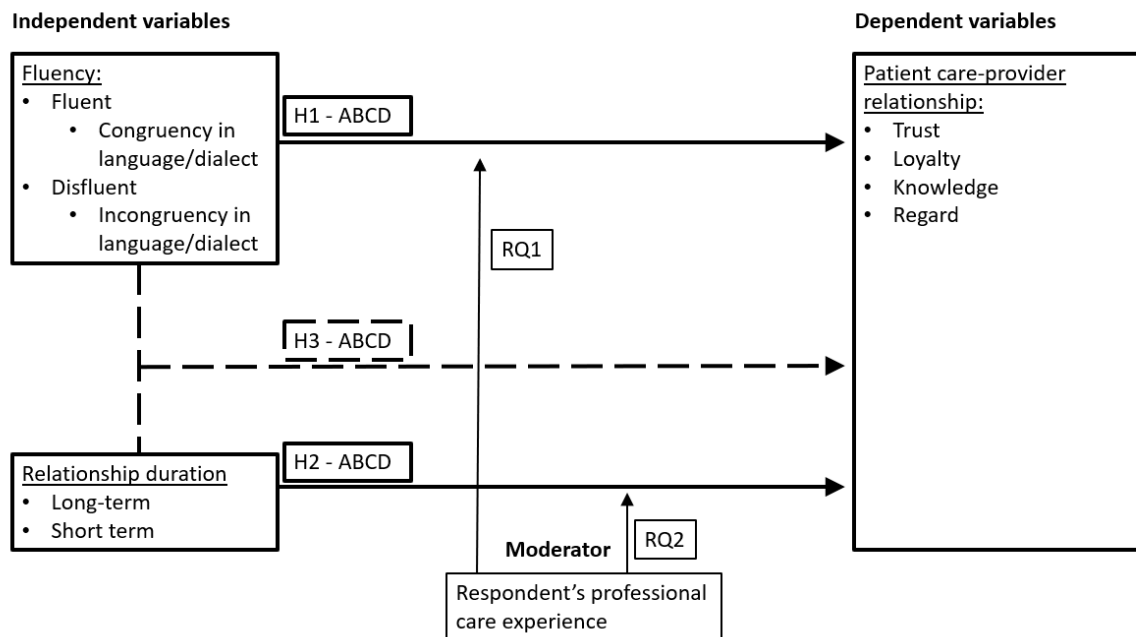 Independent variables
Dependent variables
Fluency:
• Fluent
• Congruency in
language/dialect
• Disfluent
• Incongruency in
language/dialect
H1 - ABCD
Patient care-provider
relationship:
• Trust
• Loyalty
• Knowledge
• Regard
RQ1
H3 - ABCD
H2 - ABCD
Relationship duration
• Long-term
• Short term
RQ2
Moderator
Respondent’s professional
care experience